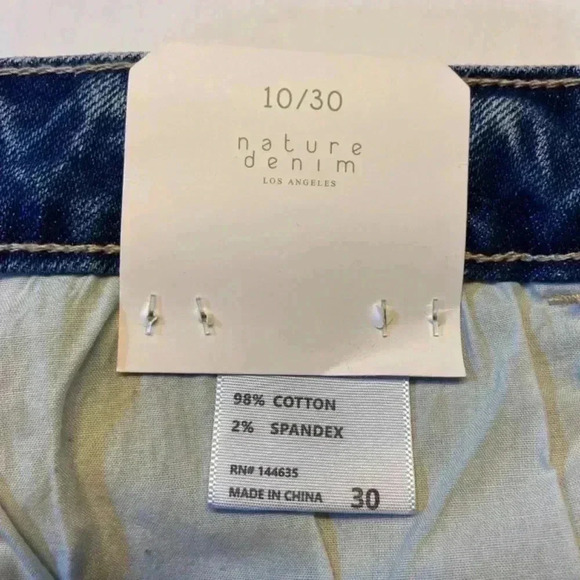 10/30
nature
denim
LOS ANGELES
98% COTTON
2% SPANDEX
RN# 144635
MADE IN CHINA 30